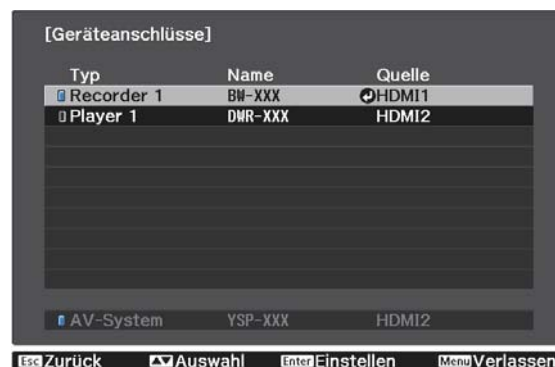 [Geräteanschlüsse]
Typ Name Quelle
Recorder 1 BW-XXX HDMI1
Player 1 DWR-XXX HDMI2
AV-System YSP-XXX HDMI2
Esc Zurück Auswahl Enter Einstellen Menu Verlassen